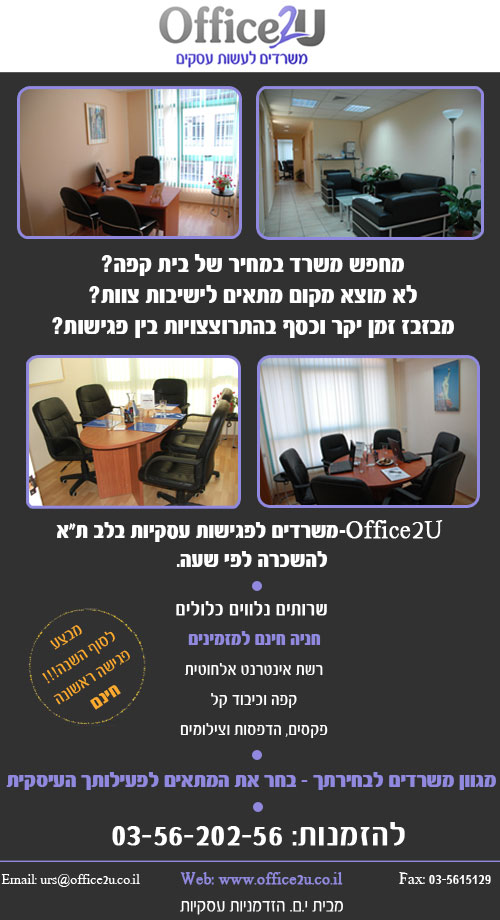 Office2U
משרדים לעשות עסקים
מחפש משרד במחיר של בית קפה?
לא מוצא מקום מתאים לישיבות צוות?
מבזבז זמן יקר וכסף בהתרוצצויות בין פגישות?
Office2U-משרדים לפגישות עסקיות בלב ת"א
להשכרה לפי שעה.
שרותים נלווים כלולים
חניה חינם למזמינים
רשת אינטרנט אלחוטית
קפה וכיבוד קל
פקסים, הדפסות וצילומים
מבצע
לסוף השנה!!!
פגישה ראשונה
חינם
מגוון משרדים לבחירתך - בחר את המתאים לפעילותך העיסקית
להזמנות: 03-56-202-56
Email: urs@office2u.co.il Web: www.office2u.co.il Fax: 03-5615129
מבית י.ם. הזדמניות עסקיות